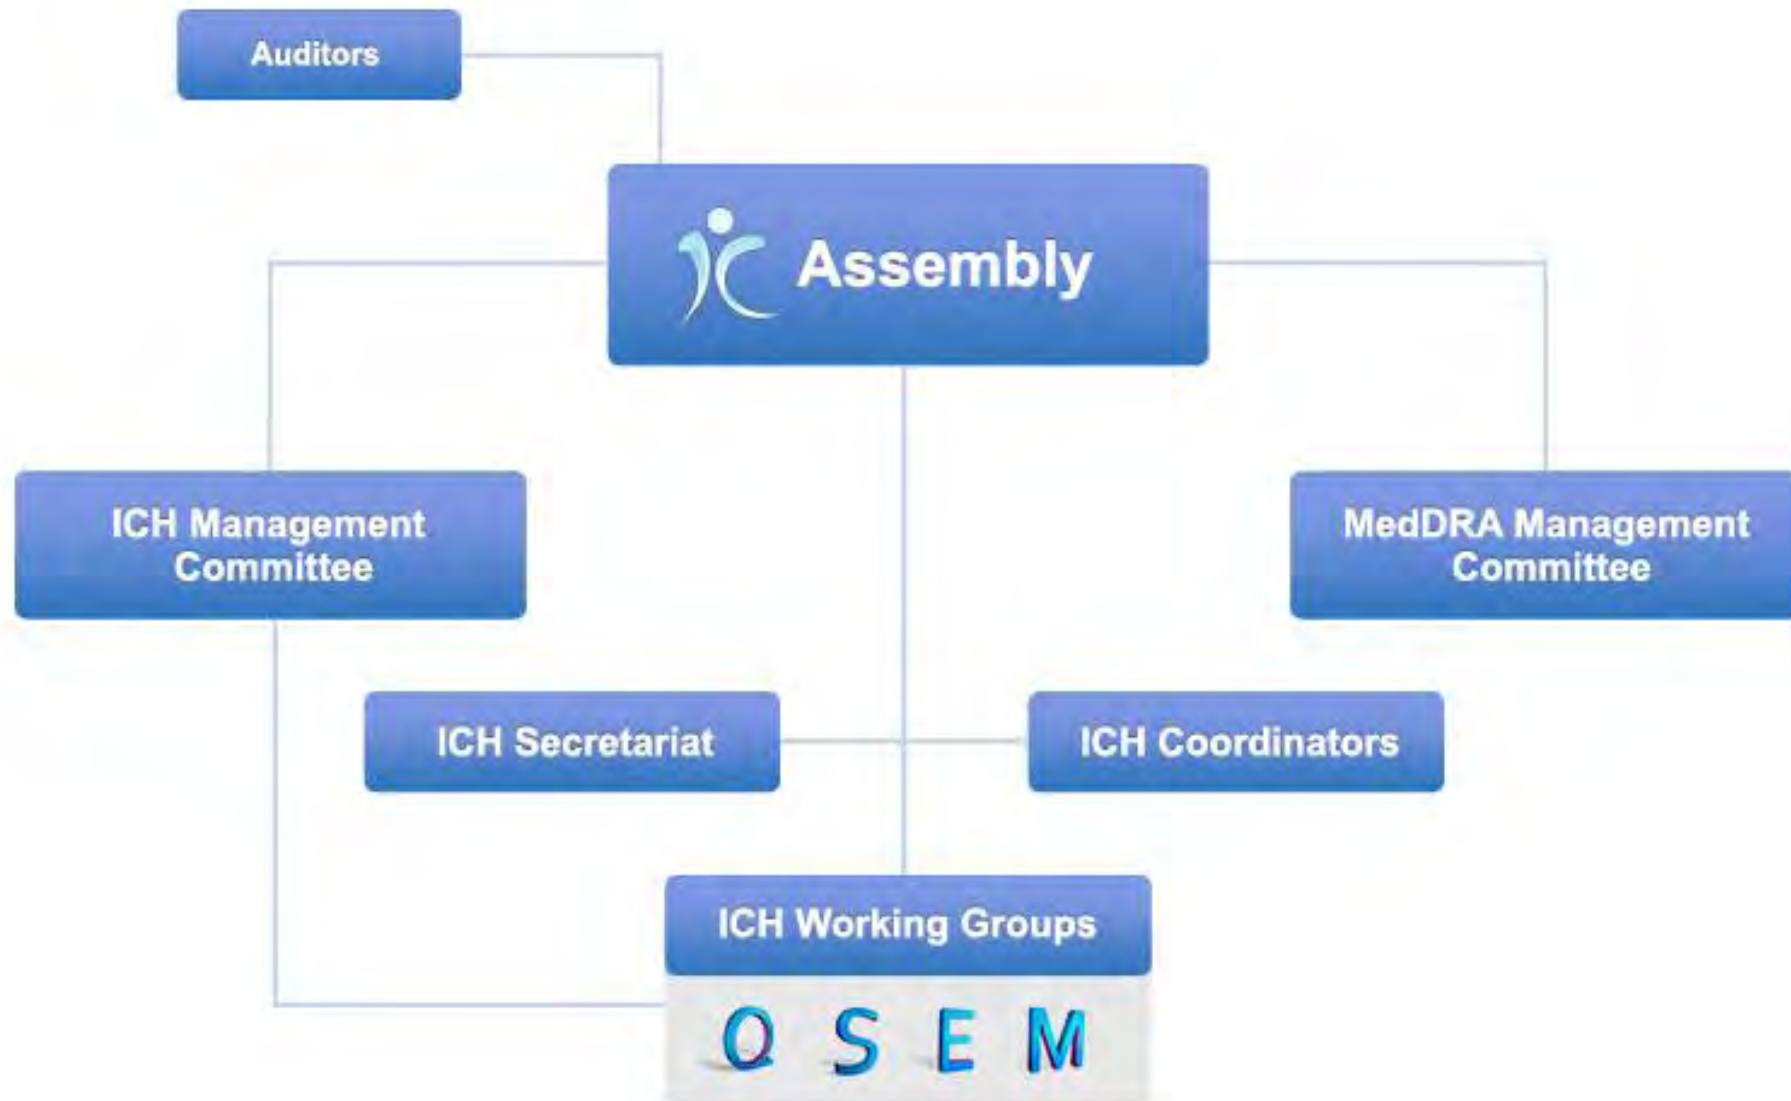 Auditors
Assembly
ICH Management
Committee
MedDRA Management
Committee
ICH Secretariat
ICH Coordinators
ICH Working Groups
Q S E M